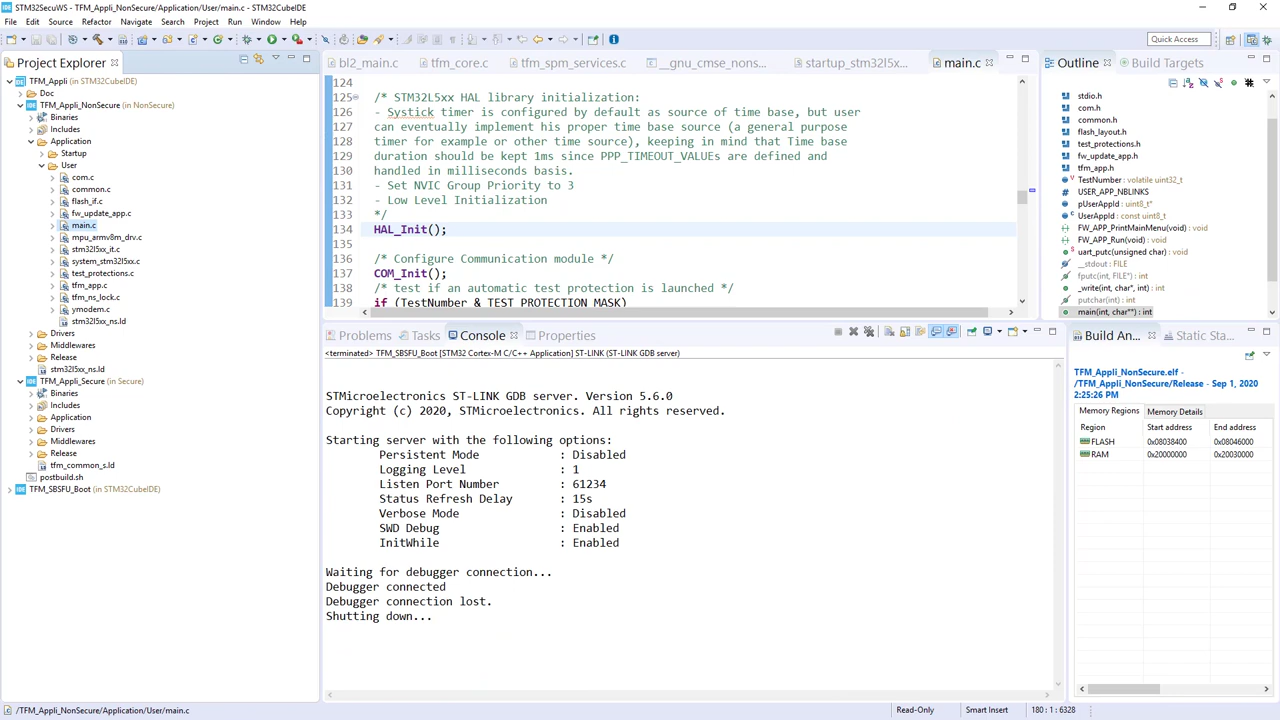 STM32SecuWS - TFM_Appli_NonSecure/Application/User/main.c - STM32CubeIDE
File Edit Source Refactor Navigate Search Project Run Window Help
Quick Access
Project Explorer
TFM_Appli (in STM32CubeIDE)
Doc
TFM_Appli_NonSecure (in NonSecure)
Binaries
Includes
Application
Startup
User
com.c
common.c
flash_if.c
fw_update_app.c
main.c
mpu_armv8m_drv.c
stm32l5xx_it.c
system_stm32l5xx.c
test_protections.c
tfm_app.c
tfm_ns_lock.c
ymodem.c
stm32l5xx_ns.ld
Drivers
Middlewares
Release
stm32l5xx_ns.ld
TFM_Appli_Secure (in Secure)
Binaries
Includes
Application
Drivers
Middlewares
Release
tfm_common_s.ld
postbuild.sh
TFM_SBSFU_Boot (in STM32CubeIDE)
bl2_main.c tfm_core.c tfm_spm_services.c __gnu_cmse_nons... startup_stm32l5x... main.c
124
125 /* STM32L5xx HAL library initialization:
126 - Systick timer is configured by default as source of time base, but user
127 can eventually implement his proper time base source (a general purpose
128 timer for example or other time source), keeping in mind that Time base
129 duration should be kept 1ms since PPP_TIMEOUT_VALUEs are defined and
130 handled in milliseconds basis.
131 - Set NVIC Group Priority to 3
132 - Low Level Initialization
133 */
134 HAL_Init();
135
136 /* Configure Communication module */
137 COM_Init();
138 /* test if an automatic test protection is launched */
139 if (TestNumber & TEST_PROTECTION_MASK)
Outline Build Targets
stdio.h
com.h
common.h
flash_layout.h
test_protections.h
fw_update_app.h
tfm_app.h
TestNumber : volatile uint32_t
USER_APP_NBLINKS
pUserAppId : uint8_t*
UserAppId : const uint8_t
FW_APP_PrintMainMenu(void) : void
FW_APP_Run(void) : void
uart_putc(unsigned char) : void
__stdout : FILE
fputc(int, FILE*) : int
_write(int, char*, int) : int
putchar(int) : int
main(int, char**) : int
Problems Tasks Console Properties
<terminated> TFM_SBSFU_Boot [STM32 Cortex-M C/C++ Application] ST-LINK (ST-LINK GDB server)
STMicroelectronics ST-LINK GDB server. Version 5.6.0
Copyright (c) 2020, STMicroelectronics. All rights reserved.
Starting server with the following options:
Persistent Mode : Disabled
Logging Level : 1
Listen Port Number : 61234
Status Refresh Delay : 15s
Verbose Mode : Disabled
SWD Debug : Enabled
InitWhile : Enabled
Waiting for debugger connection...
Debugger connected
Debugger connection lost.
Shutting down...
Build An... Static Sta...
TFM_Appli_NonSecure.elf -
/TFM_Appli_NonSecure/Release - Sep 1, 2020
2:25:26 PM
Memory Regions Memory Details
Region Start address End address
FLASH 0x08038400 0x08046000
RAM 0x20000000 0x20030000
/TFM_Appli_NonSecure/Application/User/main.c
Read-Only Smart Insert 180 : 1 : 6328